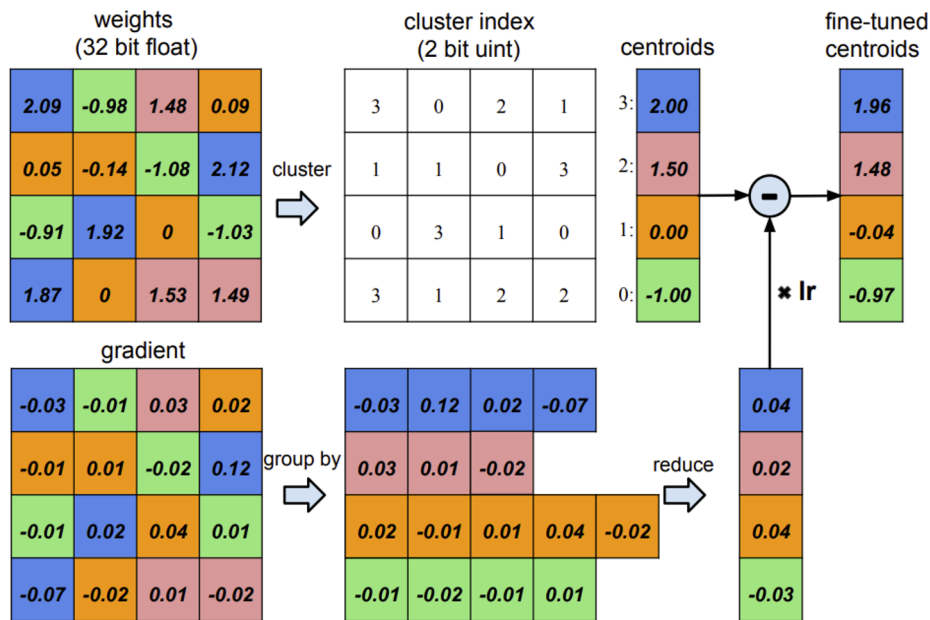 weights
(32 bit float)
cluster index
(2 bit uint)
centroids
fine-tuned
centroids
2.09 -0.98 1.48 0.09
3 0 2 1
3: 2.00
1.96
0.05 -0.14 -1.08 2.12
cluster
1 1 0 3
2: 1.50
1.48
-0.91 1.92 0 -1.03
0 3 1 0
1: 0.00
-
-0.04
1.87 0 1.53 1.49
3 1 2 2
0: -1.00
× lr
-0.97
gradient
-0.03 -0.01 0.03 0.02
-0.03 0.12 0.02 -0.07
0.04
-0.01 0.01 -0.02 0.12
group by
0.03 0.01 -0.02
reduce
0.02
-0.01 0.02 0.04 0.01
0.02 -0.01 0.01 0.04 -0.02
0.04
-0.07 -0.02 0.01 -0.02
-0.01 -0.02 -0.01 0.01
-0.03